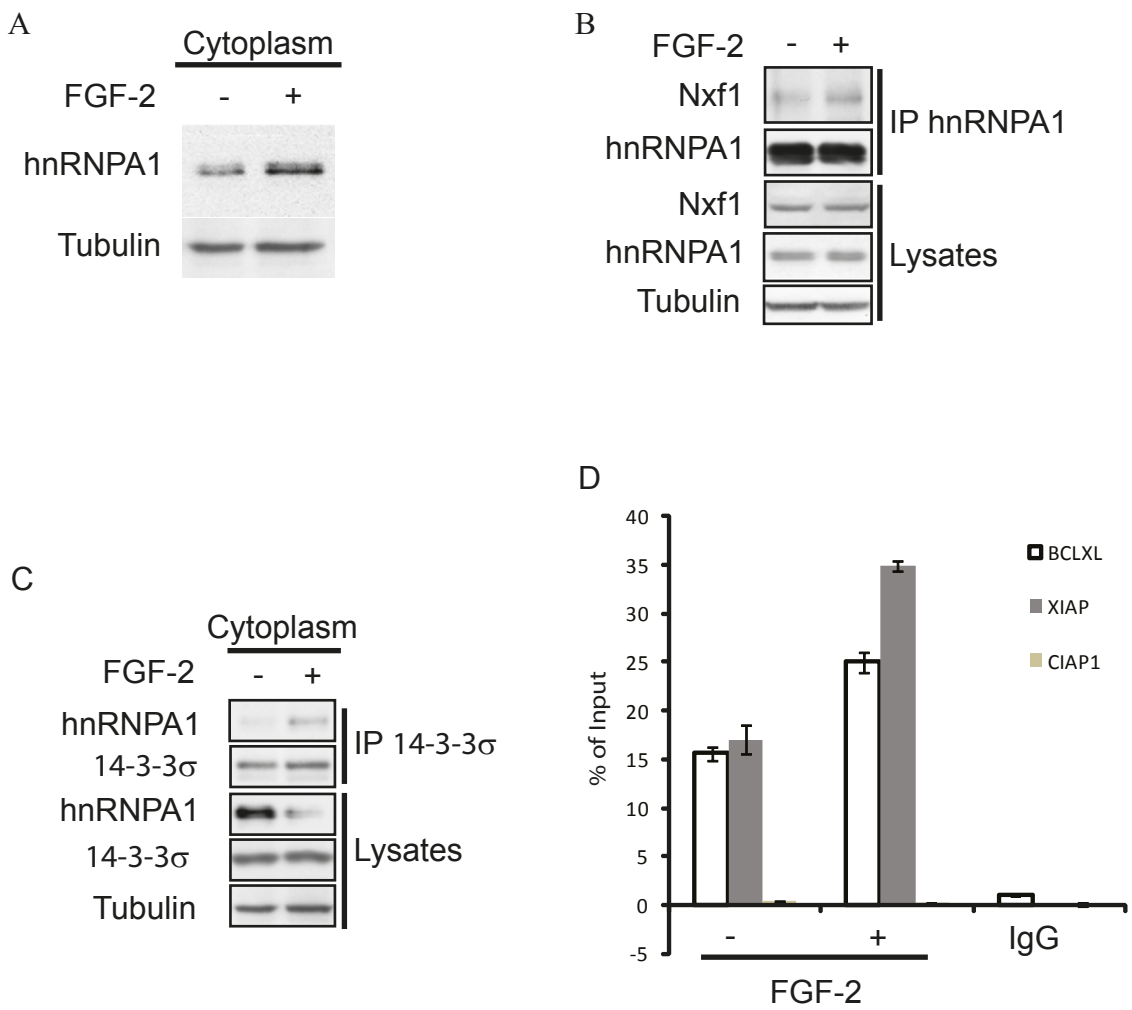 A
Cytoplasm
FGF-2 - +
hnRNPA1
Tubulin
B
FGF-2 - +
Nxf1
hnRNPA1
IP hnRNPA1
Nxf1
hnRNPA1
Tubulin
Lysates
C
Cytoplasm
FGF-2 - +
hnRNPA1
14-3-3σ
IP 14-3-3σ
hnRNPA1
14-3-3σ
Tubulin
Lysates
D
% of Input
40
35
30
25
20
15
10
5
0
-5
BCLXL
XIAP
CIAP1
- + IgG
FGF-2